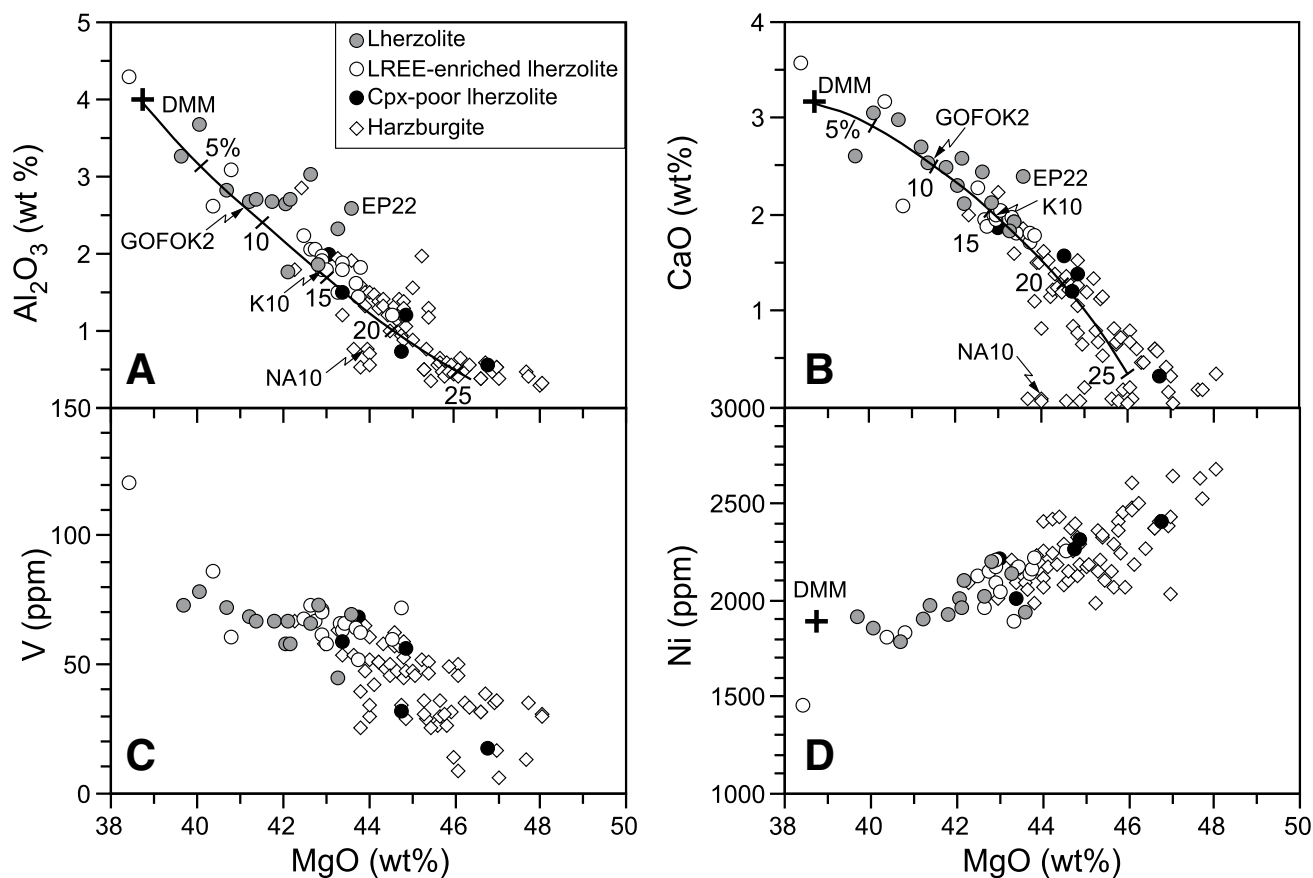 5
4
3
2
1
Al2O3 (wt %)
DMM
5%
GOFOK2
10
EP22
K10
15
20
NA10
25
A
Lherzolite
LREE-enriched lherzolite
Cpx-poor lherzolite
Harzburgite
4
3
2
1
CaO (wt%)
DMM
5%
GOFOK2
10
EP22
K10
15
20
NA10
25
B
150
100
50
0
V (ppm)
C
38
40
42
44
46
48
50
MgO (wt%)
3000
2500
2000
1500
1000
Ni (ppm)
DMM
D
38
40
42
44
46
48
50
MgO (wt%)